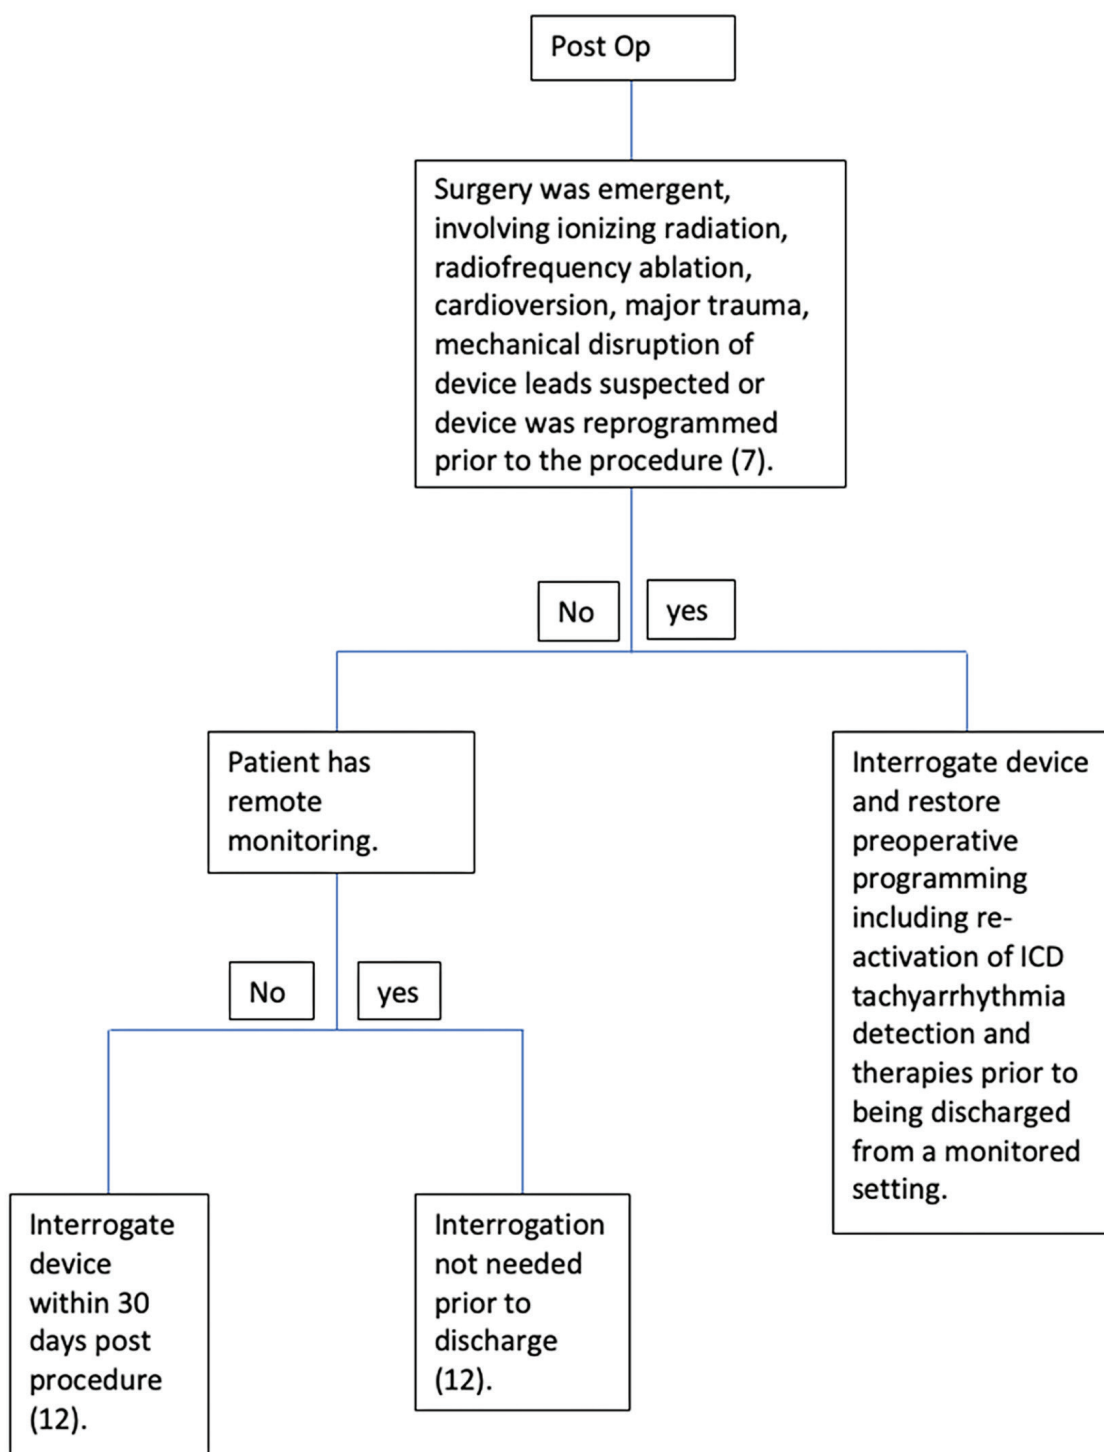 Post Op
Surgery was emergent,
involving ionizing radiation,
radiofrequency ablation,
cardioversion, major trauma,
mechanical disruption of
device leads suspected or
device was reprogrammed
prior to the procedure (7).
No
yes
Patient has
remote
monitoring.
No
yes
Interrogate device
and restore
preoperative
programming
including re-
activation of ICD
tachyarrhythmia
detection and
therapies prior to
being discharged
from a monitored
setting.
Interrogate
device
within 30
days post
procedure
(12).
Interrogation
not needed
prior to
discharge
(12).